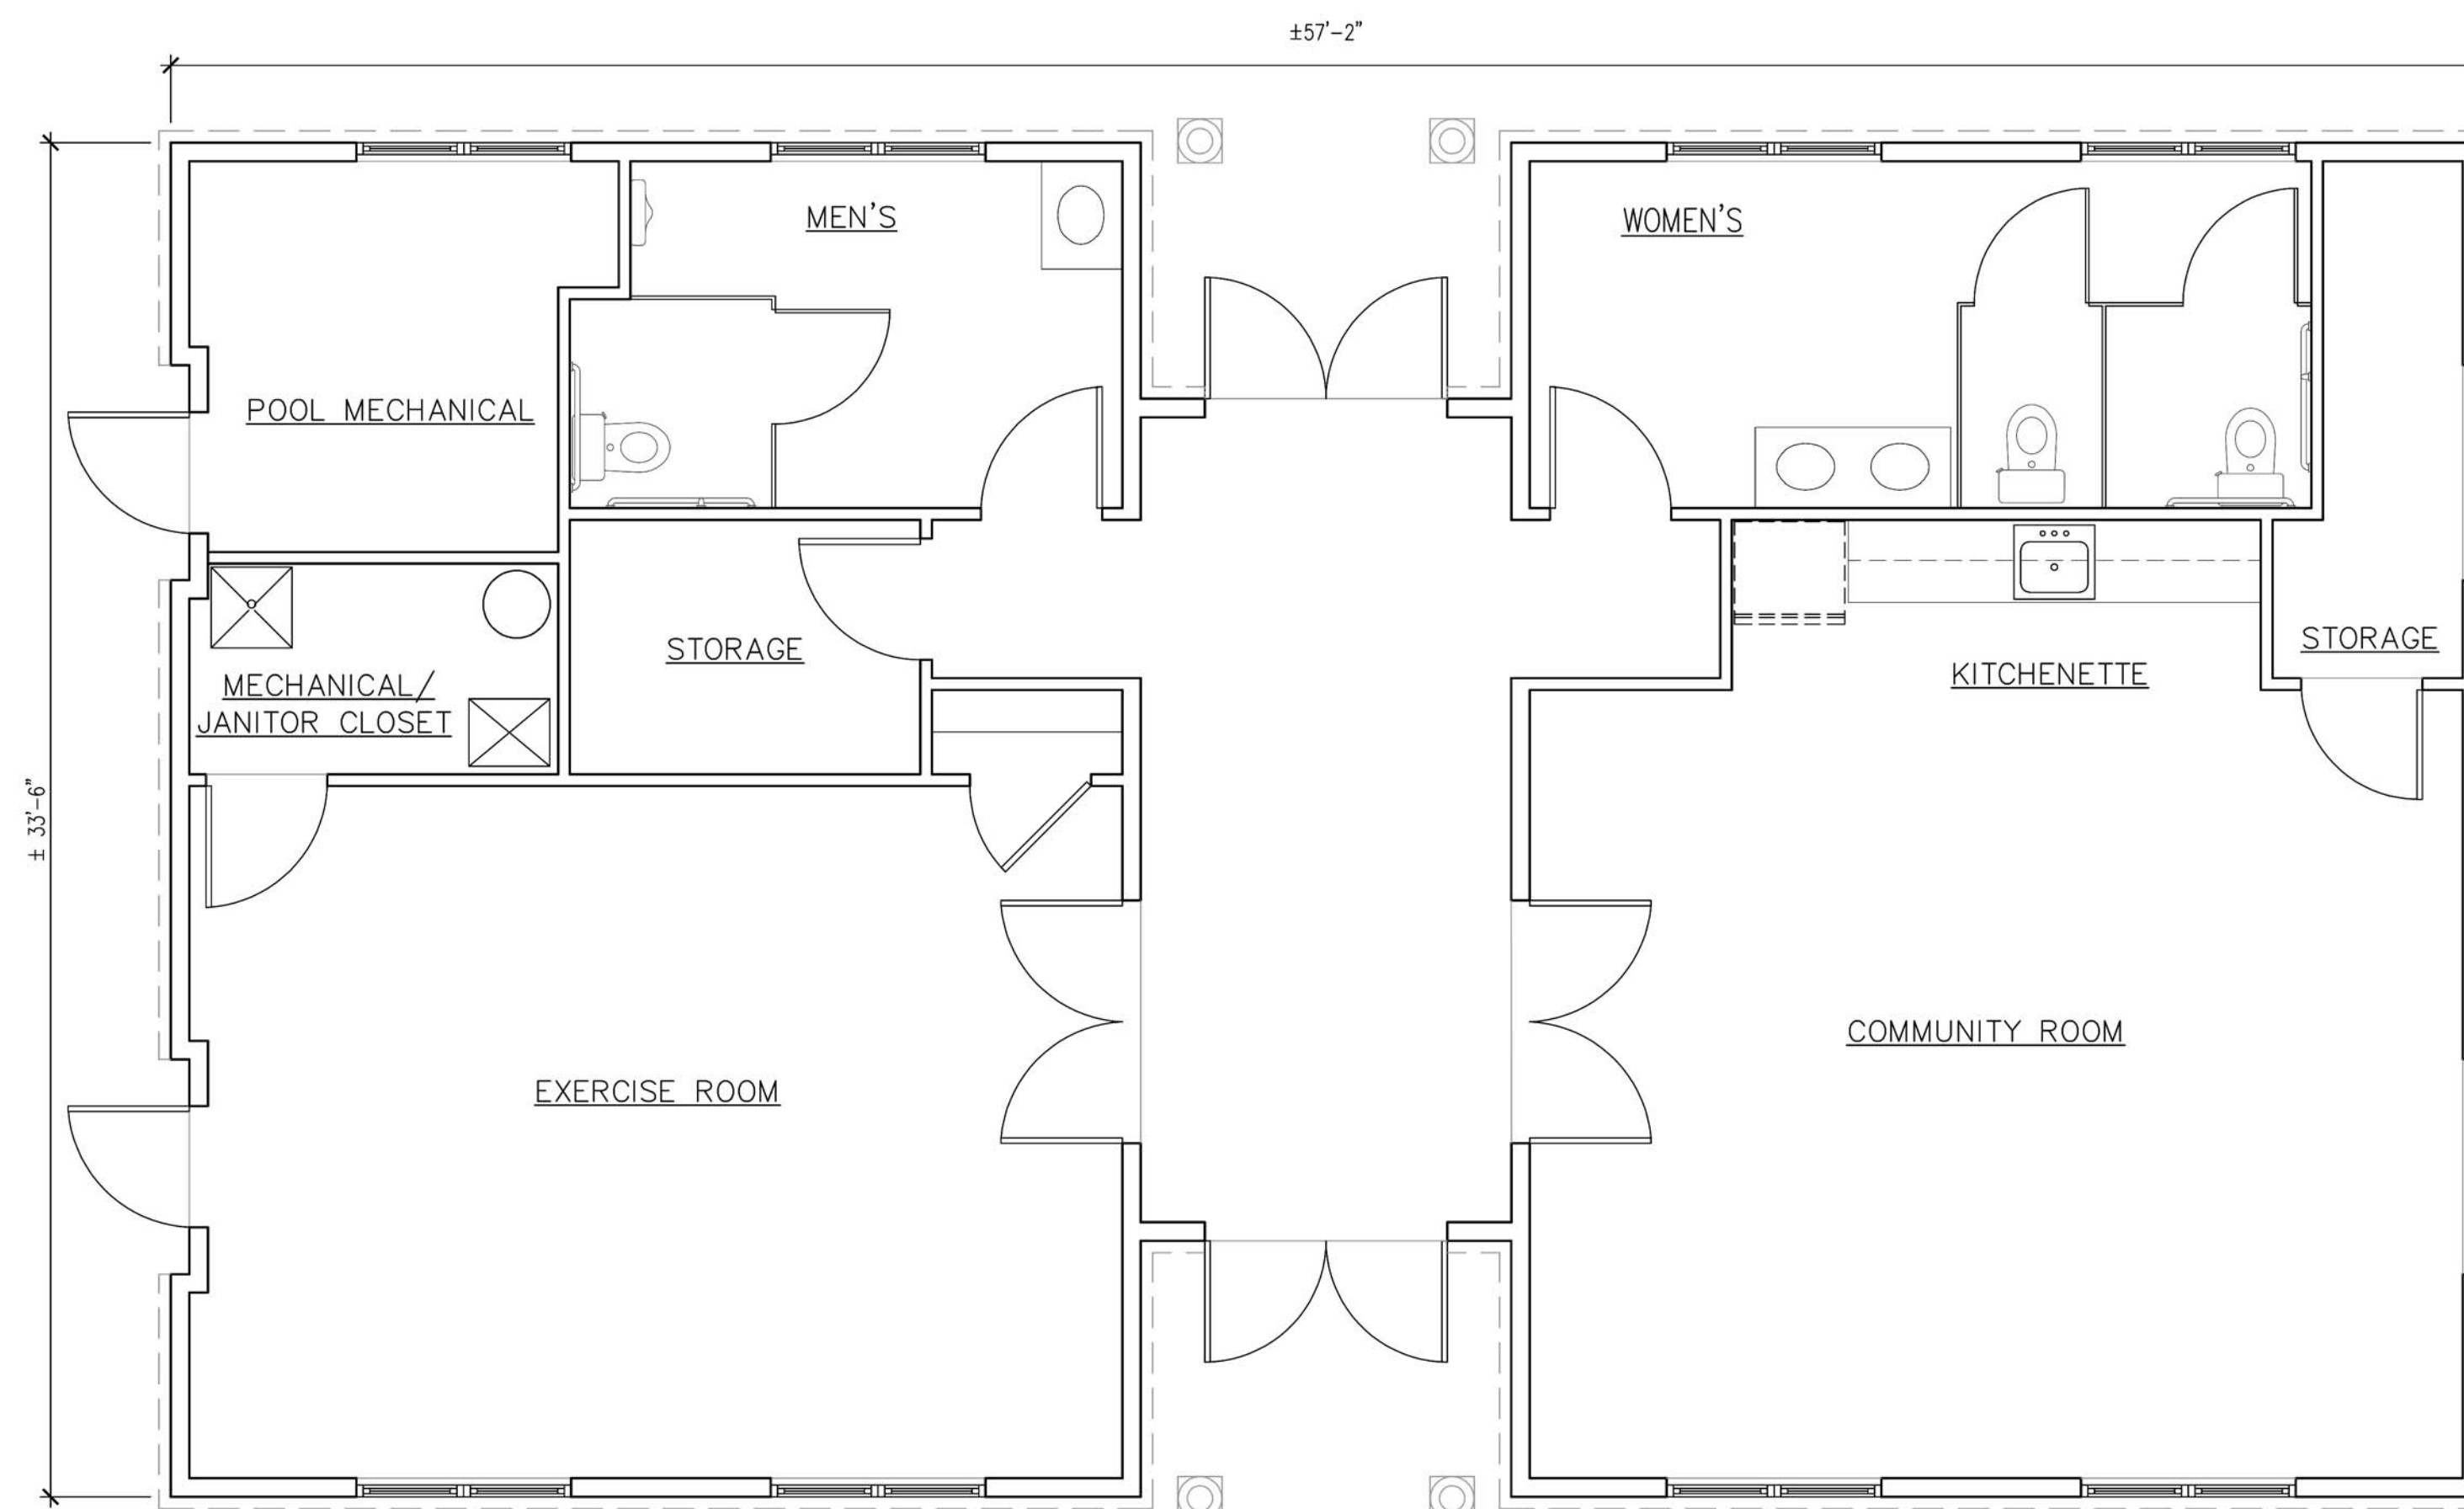 ±57'-2"
MEN'S
WOMEN'S
POOL MECHANICAL
STORAGE
STORAGE
KITCHENETTE
MECHANICAL/
JANITOR CLOSET
± 33'-6"
COMMUNITY ROOM
EXERCISE ROOM